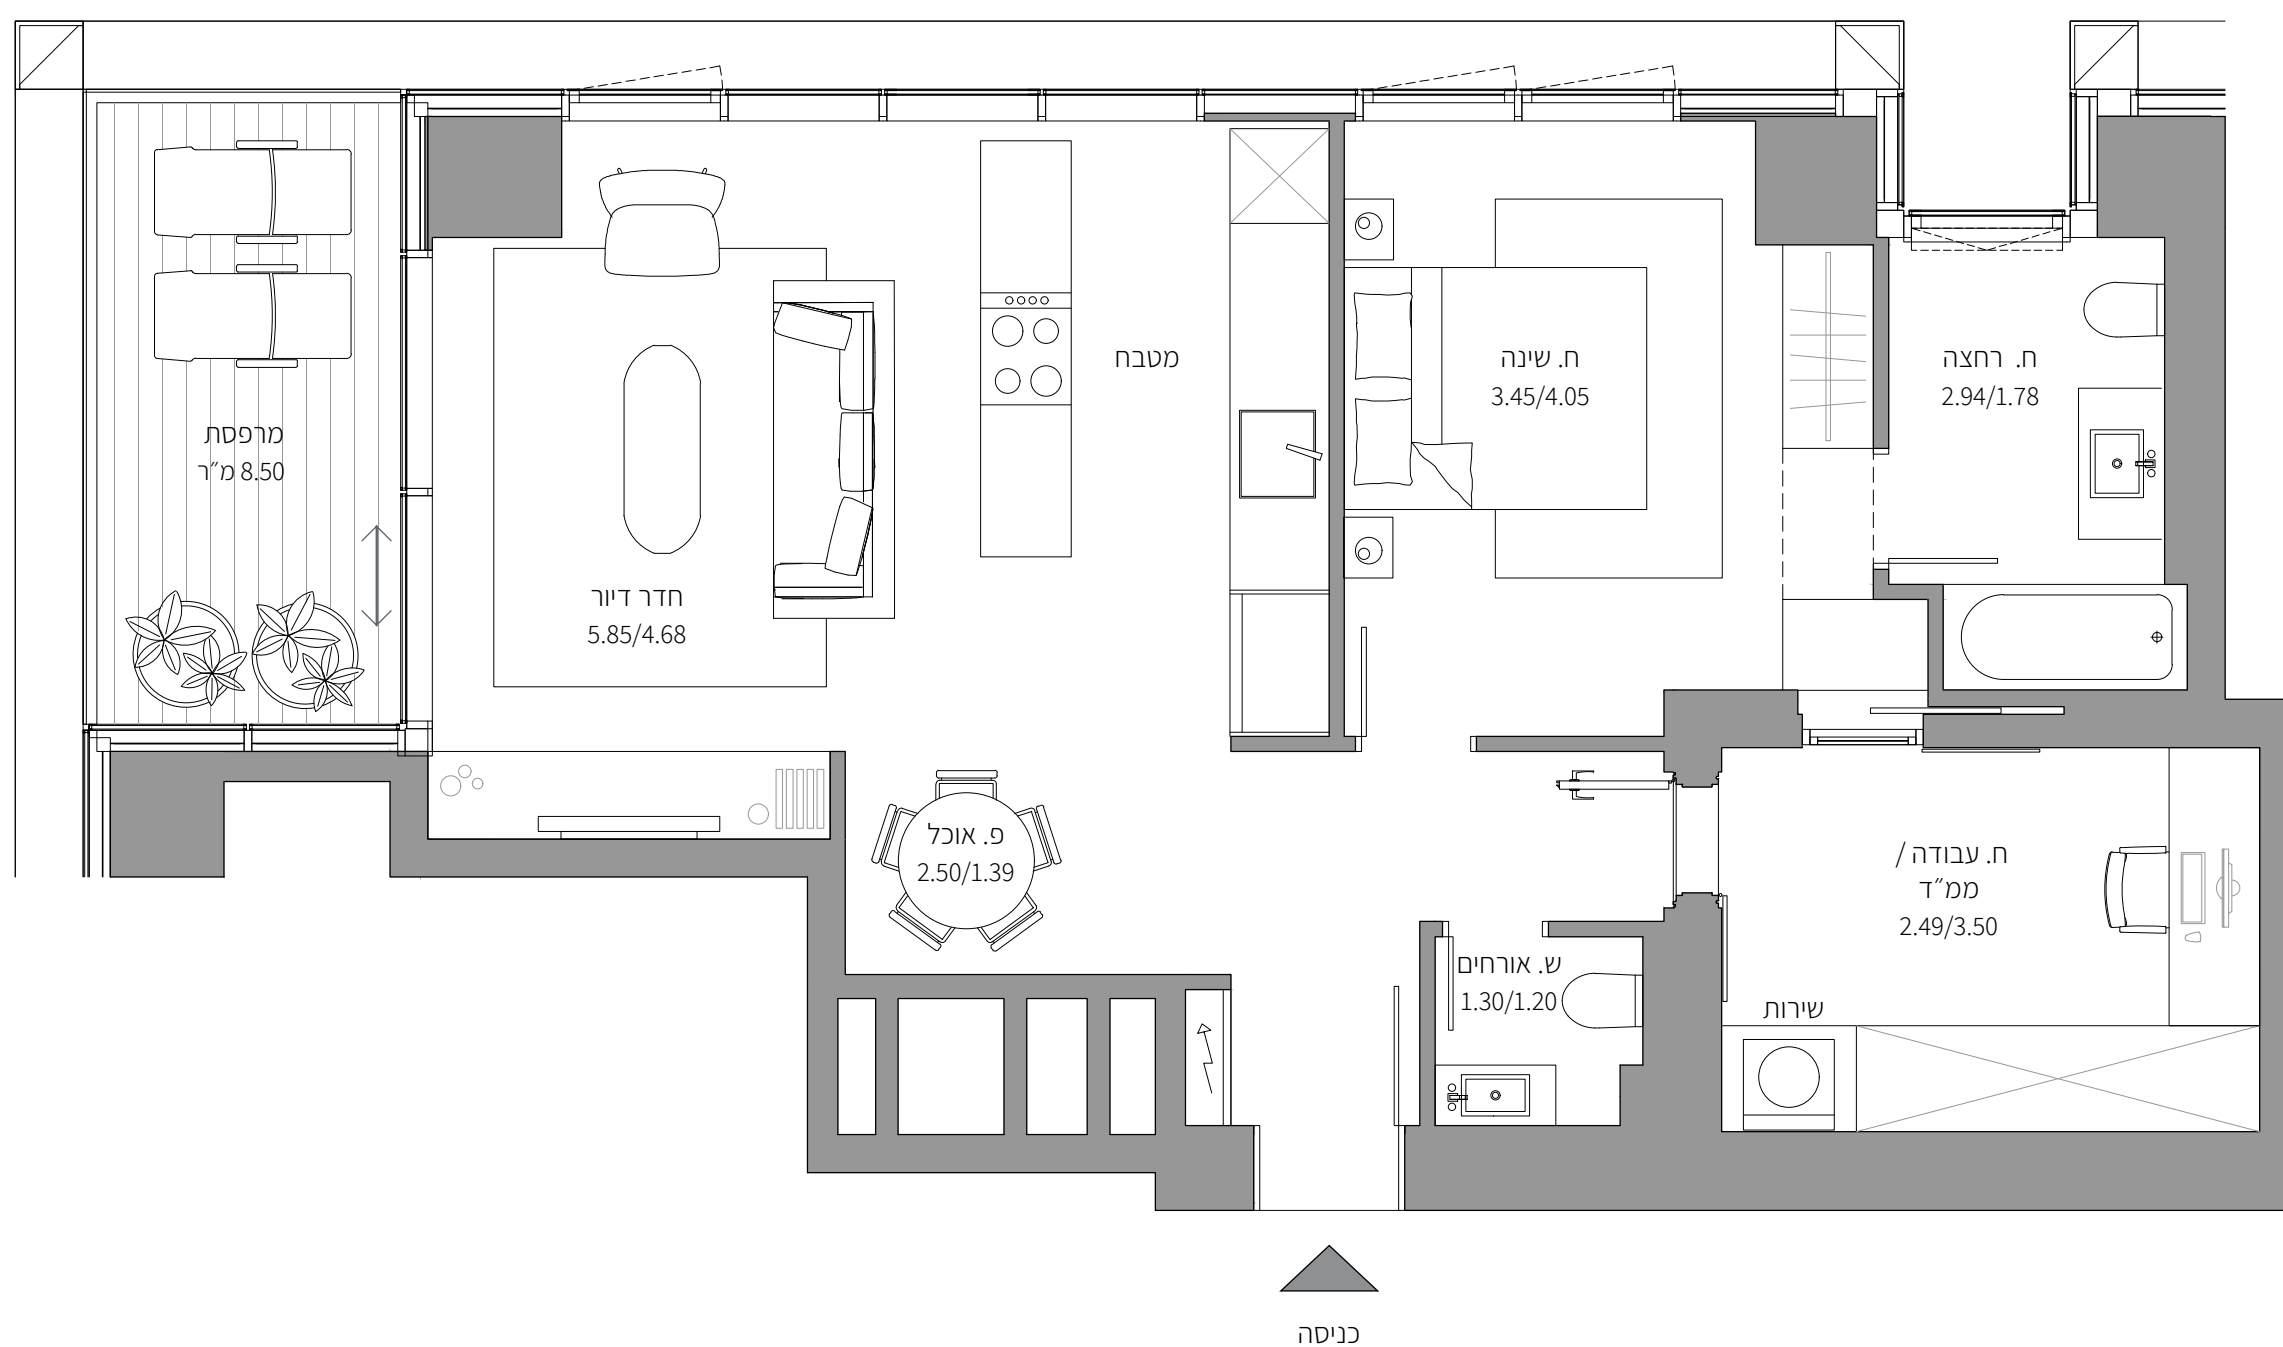 מטבח
ח. שינה
3.45/4.05
ח. רחצה
2.94/1.78
מרפסת
8.50 מ״ר
חדר דיור
5.85/4.68
פ. אוכל
2.50/1.39
ח. עבודה /
ממ״ד
2.49/3.50
ש. אורחים
1.30/1.20
שירות
כניסה